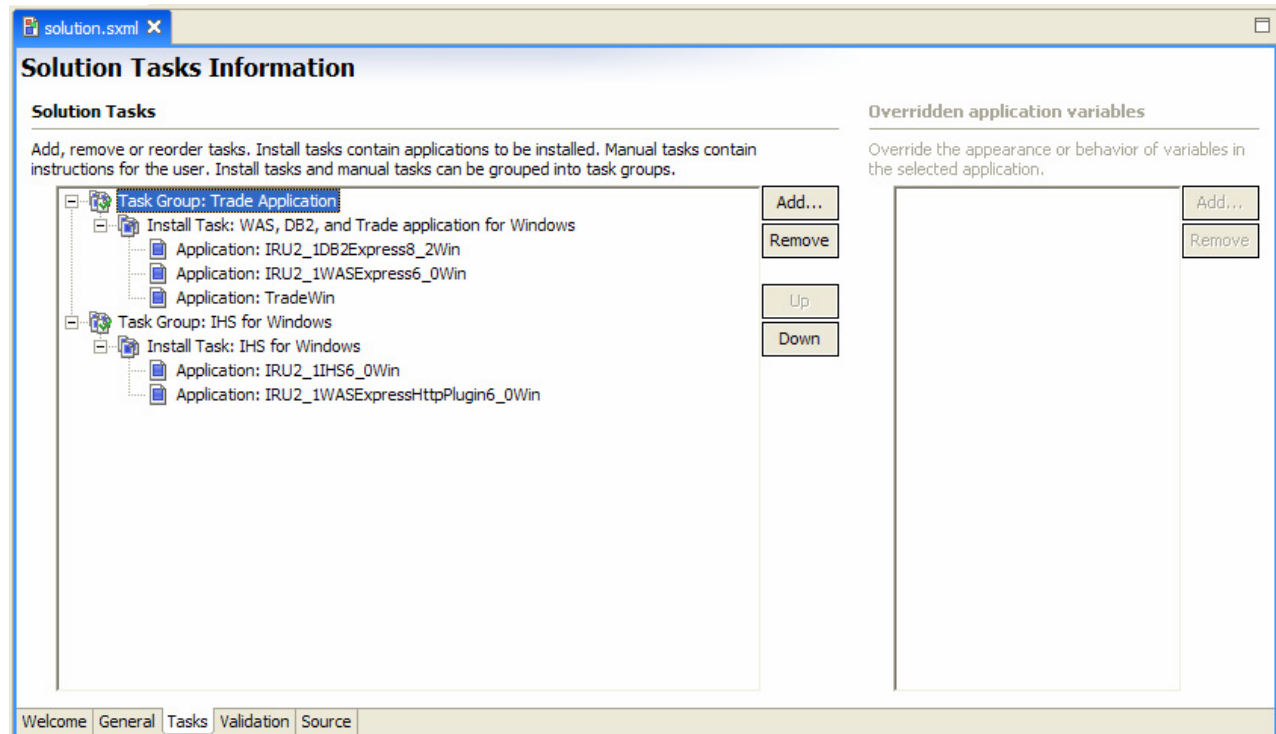 solution.sxml
Solution Tasks Information
Solution Tasks
Add, remove or reorder tasks. Install tasks contain applications to be installed. Manual tasks contain
instructions for the user. Install tasks and manual tasks can be grouped into task groups.
Task Group: Trade Application
Install Task: WAS, DB2, and Trade application for Windows
Application: IRU2_1DB2Express8_2Win
Application: IRU2_1WASExpress6_0Win
Application: TradeWin
Task Group: IHS for Windows
Install Task: IHS for Windows
Application: IRU2_1IHS6_0Win
Application: IRU2_1WASExpressHttpPlugin6_0Win
Add...
Remove
Up
Down
Overridden application variables
Override the appearance or behavior of variables in
the selected application.
Add...
Remove
Welcome General Tasks Validation Source